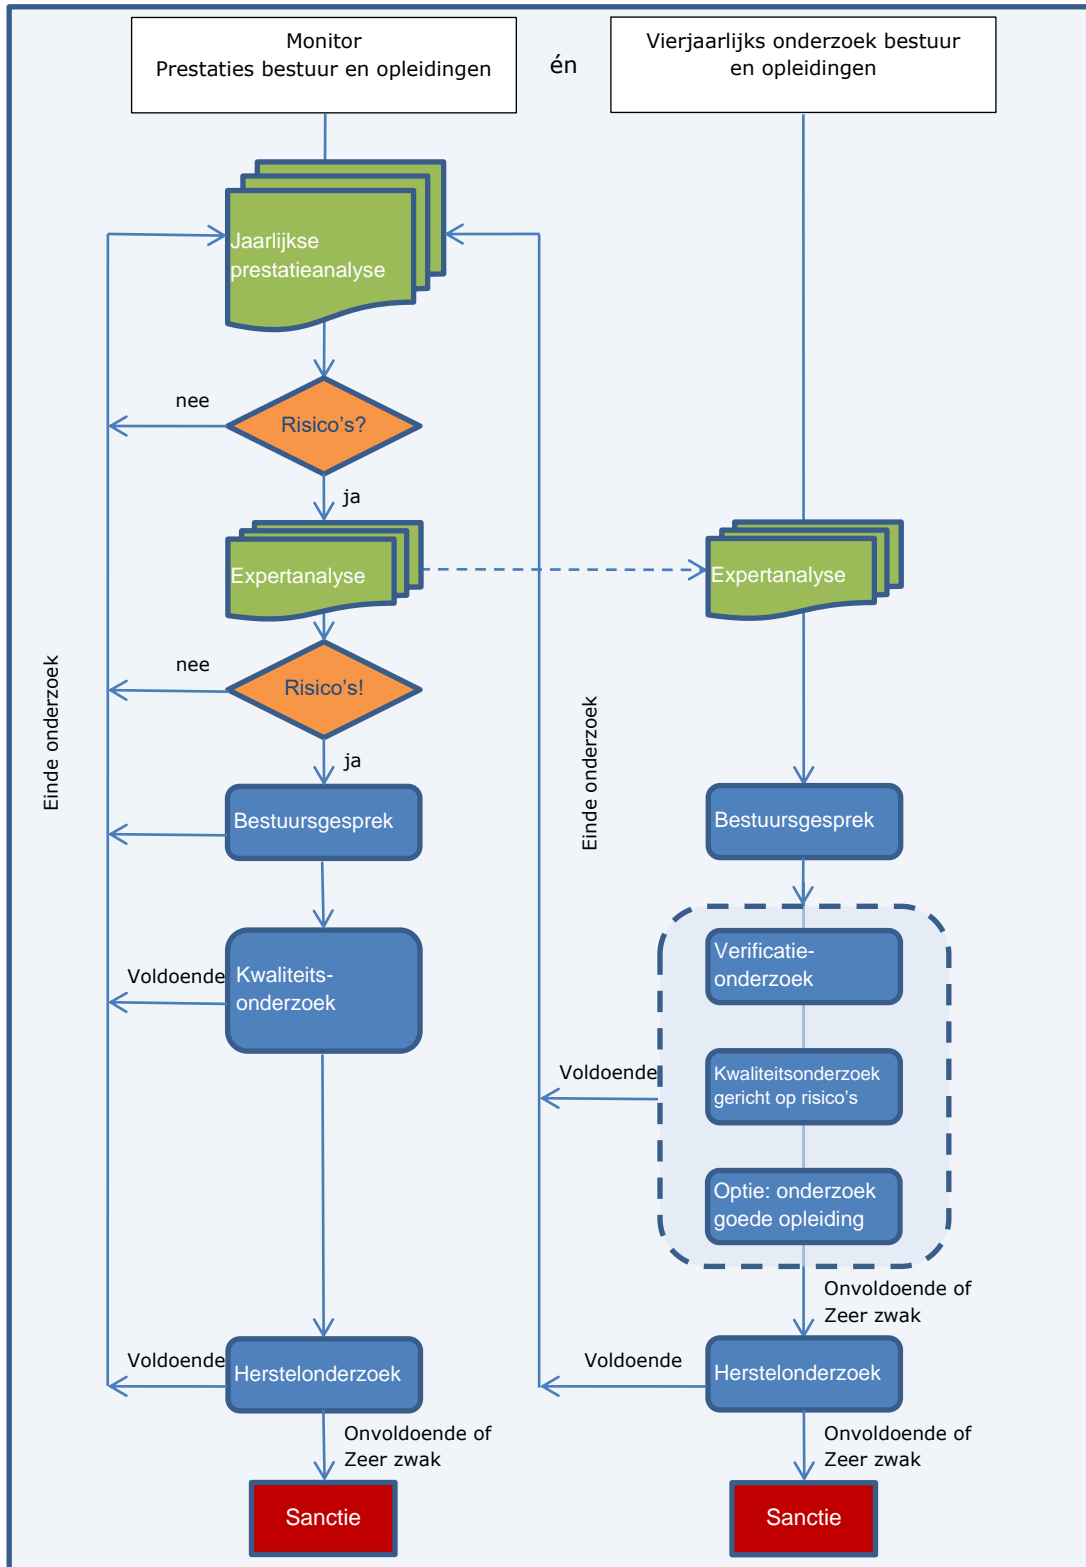 Monitor
Prestaties bestuur en opleidingen
én
Vierjaarlijks onderzoek bestuur
en opleidingen
Jaarlijkse
prestatieanalyse
nee
Risico’s?
ja
Expertanalyse
Expertanalyse
nee
Risico’s!
ja
Einde onderzoek
Einde onderzoek
Bestuursgesprek
Bestuursgesprek
Voldoende
Kwaliteits-
onderzoek
Verificatie-
onderzoek
Voldoende
Kwaliteitsonderzoek
gericht op risico’s
Optie: onderzoek
goede opleiding
Onvoldoende of
Zeer zwak
Voldoende
Herstelonderzoek
Voldoende
Herstelonderzoek
Onvoldoende of
Zeer zwak
Onvoldoende of
Zeer zwak
Sanctie
Sanctie